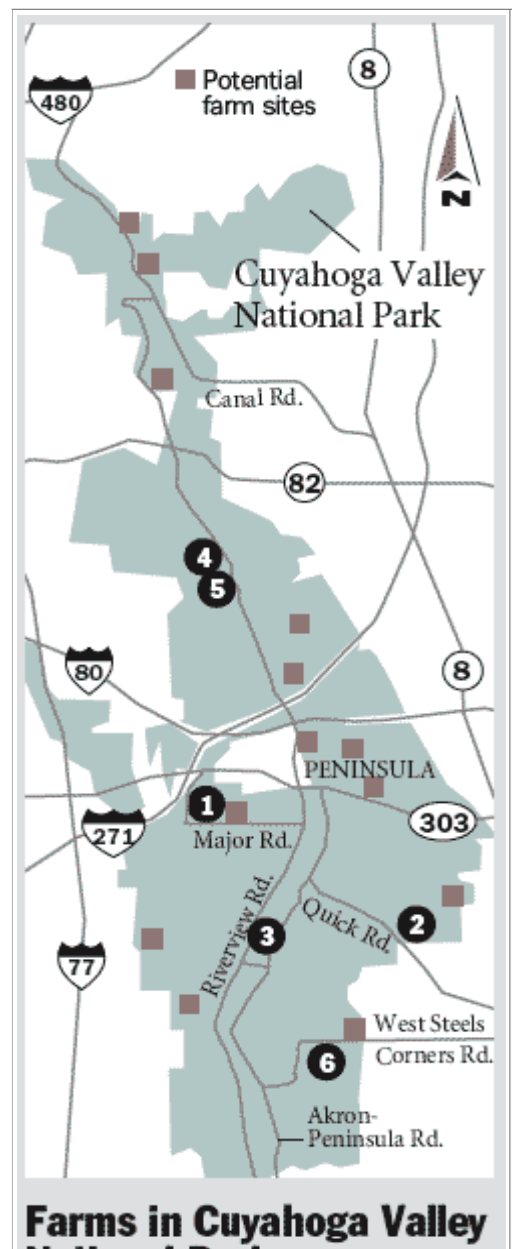 Potential
farm sites
8
480
N
Cuyahoga Valley
National Park
Canal Rd.
82
4
5
80
8
PENINSULA
1
303
271
Major Rd.
Riverview Rd.
Quick Rd.
2
3
77
West Steels
Corners Rd.
6
Akron-
Peninsula Rd.
Farms in Cuyahoga Valley